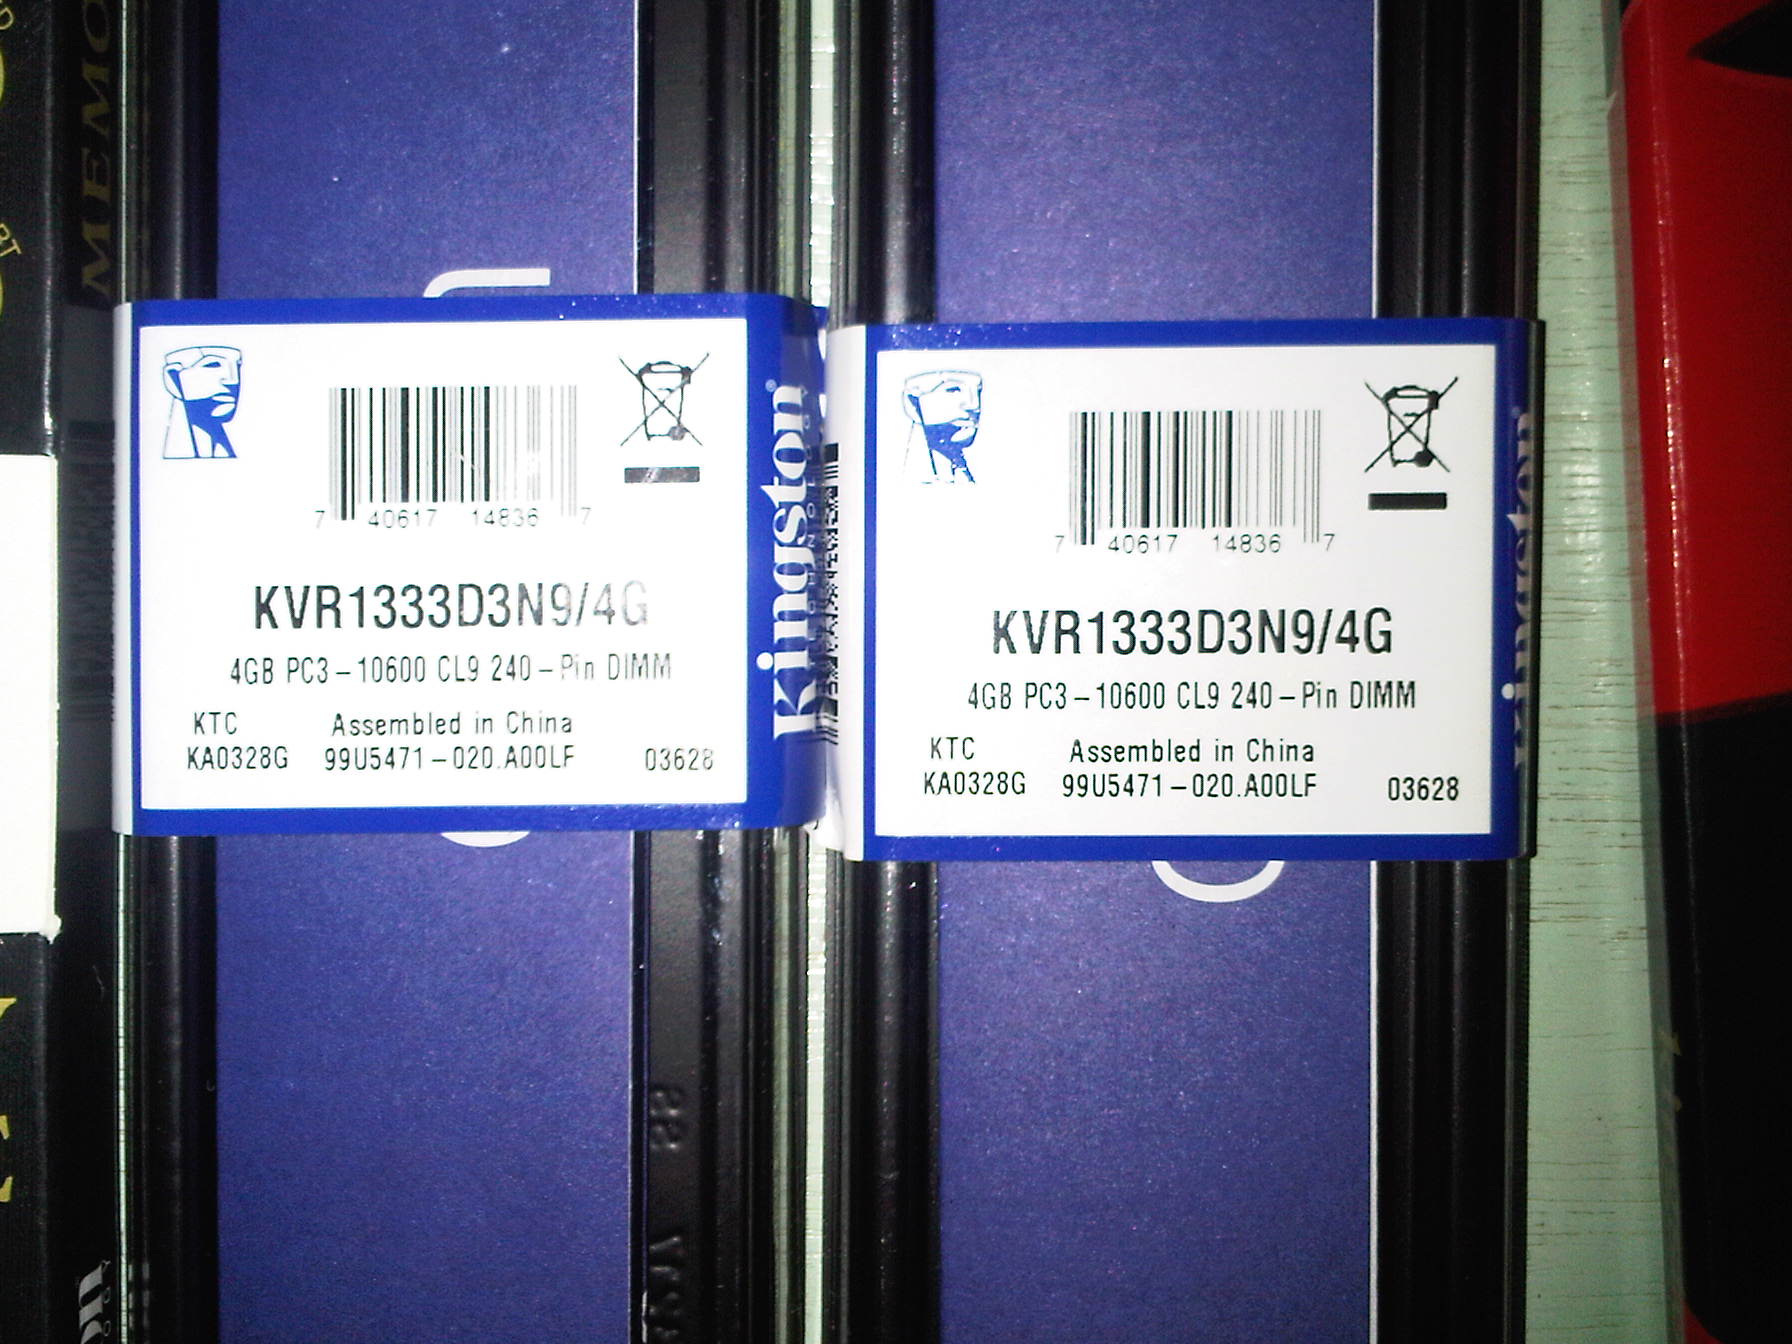 MEMO
7 40617 14836 7
KVR1333D3N9/4G
4GB PC3-10600 CL9 240-Pin DIMM
KTC Assembled in China
KA0328G 99U5471-020.A00LF 03628
Kingston
7 40617 14836 7
KVR1333D3N9/4G
4GB PC3-10600 CL9 240-Pin DIMM
KTC Assembled in China
KA0328G 99U5471-020.A00LF 03628
Kingston